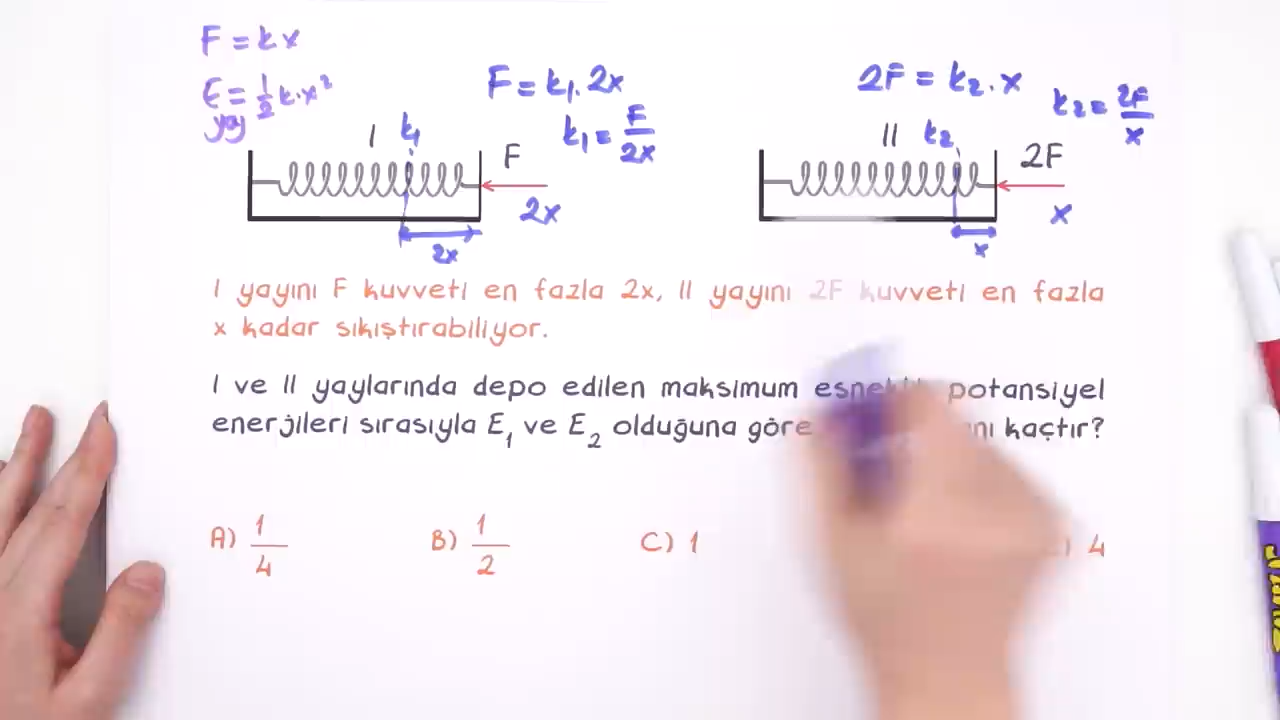 F = kx
E = 1/2 k.x²
yay
F = k₁.2x
k₁ = F/2x
2F = k₂.x
k₂ = 2F/x
I k₁
F
2x
2x
II k₂
2F
x
x
I yayını F kuvveti en fazla 2x, II yayını 2F kuvveti en fazla
x kadar sıkıştırabiliyor.
I ve II yaylarında depo edilen maksimum potansiyel
enerjileri sırasıyla E₁ ve E₂ olduğuna göre kaçtır?
A) 1/4 B) 1/2 C) 1 4